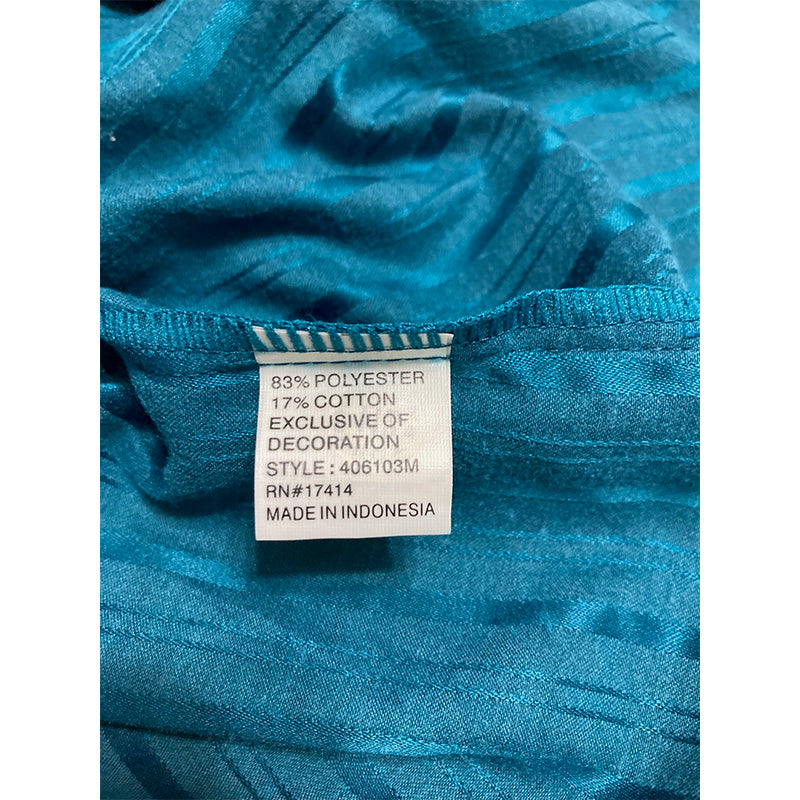 83% POLYESTER
17% COTTON
EXCLUSIVE OF
DECORATION
STYLE : 406103M
RN#17414
MADE IN INDONESIA